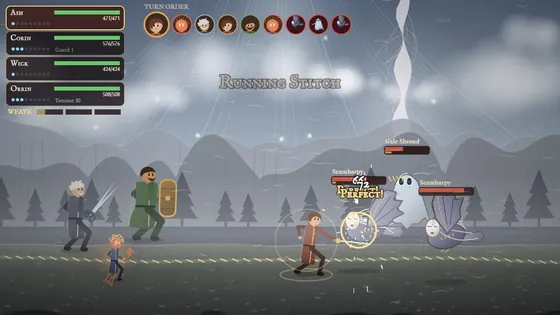 Ash
471/471
Cordin
576/576
Guard 1
Wick
424/424
Orrin
508/508
Tension 30
Weave
Turn Order
Running Stitch
Gale Shroud
Seamharpy
Perfect!
Seamharpy